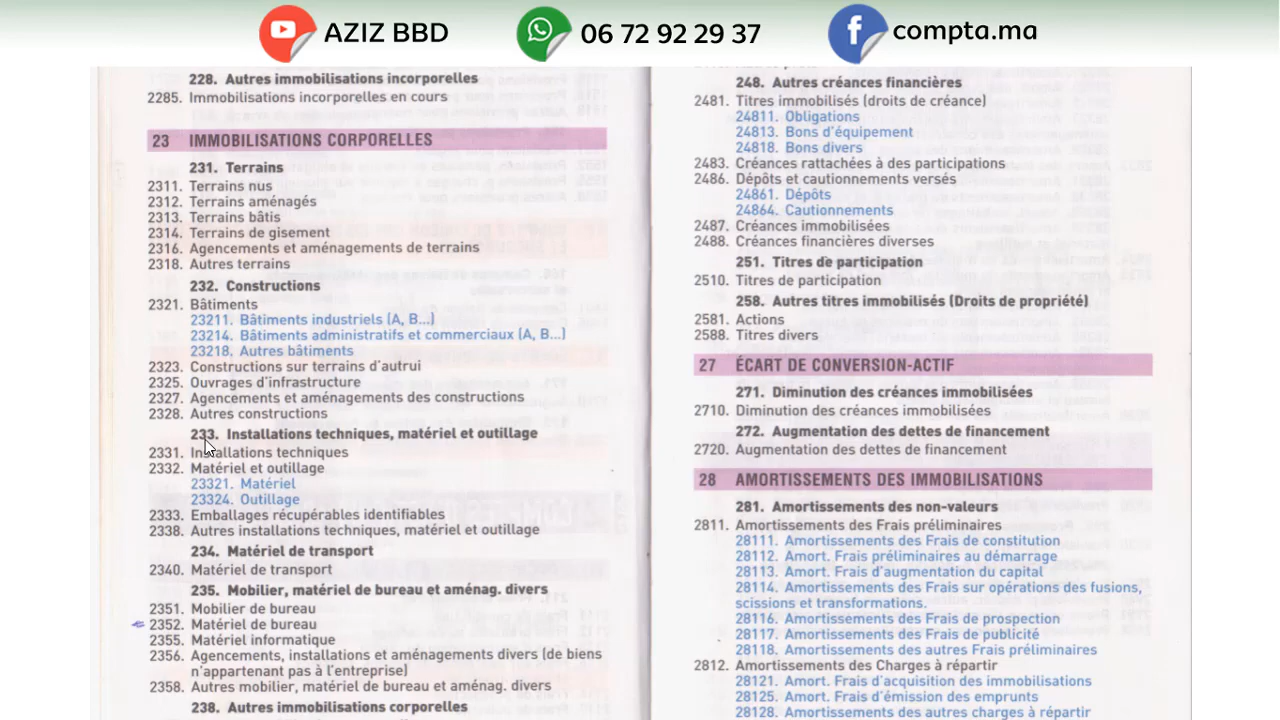 AZIZ BBD
06 72 92 29 37
compta.ma
228. Autres immobilisations incorporelles
2285. Immobilisations incorporelles en cours
23 IMMOBILISATIONS CORPORELLES
231. Terrains
2311. Terrains nus
2312. Terrains aménagés
2313. Terrains bâtis
2314. Terrains de gisement
2316. Agencements et aménagements de terrains
2318. Autres terrains
232. Constructions
2321. Bâtiments
23211. Bâtiments industriels (A, B...)
23214. Bâtiments administratifs et commerciaux (A, B...)
23218. Autres bâtiments
2323. Constructions sur terrains d'autrui
2325. Ouvrages d'infrastructure
2327. Agencements et aménagements des constructions
2328. Autres constructions
233. Installations techniques, matériel et outillage
2331. Installations techniques
2332. Matériel et outillage
23321. Matériel
23324. Outillage
2333. Emballages récupérables identifiables
2338. Autres installations techniques, matériel et outillage
234. Matériel de transport
2340. Matériel de transport
235. Mobilier, matériel de bureau et aménag. divers
2351. Mobilier de bureau
2352. Matériel de bureau
2355. Matériel informatique
2356. Agencements, installations et aménagements divers (de biens
n'appartenant pas à l'entreprise)
2358. Autres mobilier, matériel de bureau et aménag. divers
238. Autres immobilisations corporelles
248. Autres créances financières
2481. Titres immobilisés (droits de créance)
24811. Obligations
24813. Bons d'équipement
24818. Bons divers
2483. Créances rattachées à des participations
2486. Dépôts et cautionnements versés
24861. Dépôts
24864. Cautionnements
2487. Créances immobilisées
2488. Créances financières diverses
251. Titres de participation
2510. Titres de participation
258. Autres titres immobilisés (Droits de propriété)
2581. Actions
2588. Titres divers
27 ÉCART DE CONVERSION-ACTIF
271. Diminution des créances immobilisées
2710. Diminution des créances immobilisées
272. Augmentation des dettes de financement
2720. Augmentation des dettes de financement
28 AMORTISSEMENTS DES IMMOBILISATIONS
281. Amortissements des non-valeurs
2811. Amortissements des Frais préliminaires
28111. Amortissements des Frais de constitution
28112. Amort. Frais préliminaires au démarrage
28113. Amort. Frais d'augmentation du capital
28114. Amortissements des Frais sur opérations des fusions,
scissions et transformations.
28116. Amortissements des Frais de prospection
28117. Amortissements des Frais de publicité
28118. Amortissements des autres Frais préliminaires
2812. Amortissements des Charges à répartir
28121. Amort. Frais d'acquisition des immobilisations
28125. Amort. Frais d'émission des emprunts
28128. Amortissements des autres charges à répartir